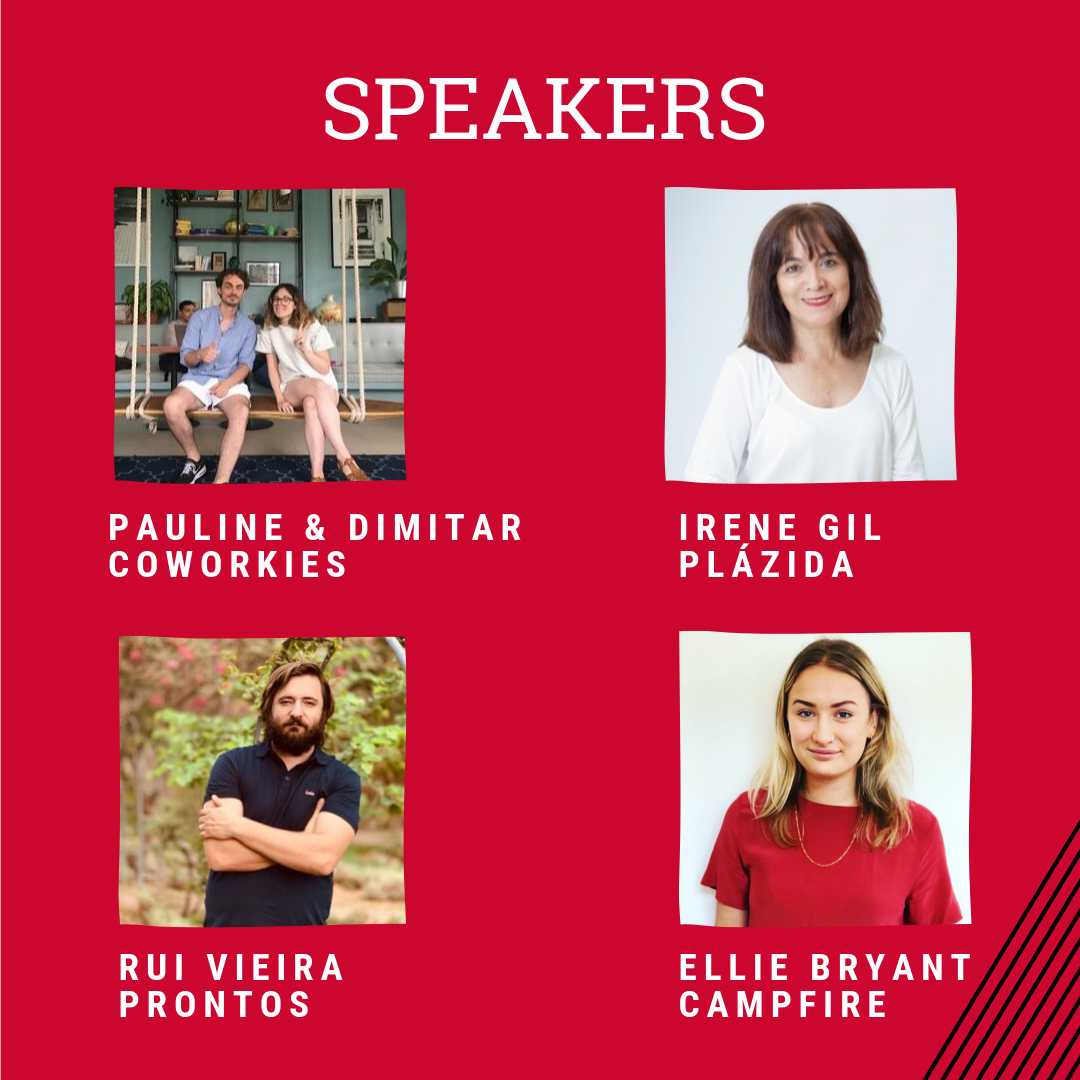 SPEAKERS
PAULINE & DIMITAR
COWORKIES
IRENE GIL
PLÁZIDA
RUI VIEIRA
PRONTOS
ELLIE BRYANT
CAMPFIRE